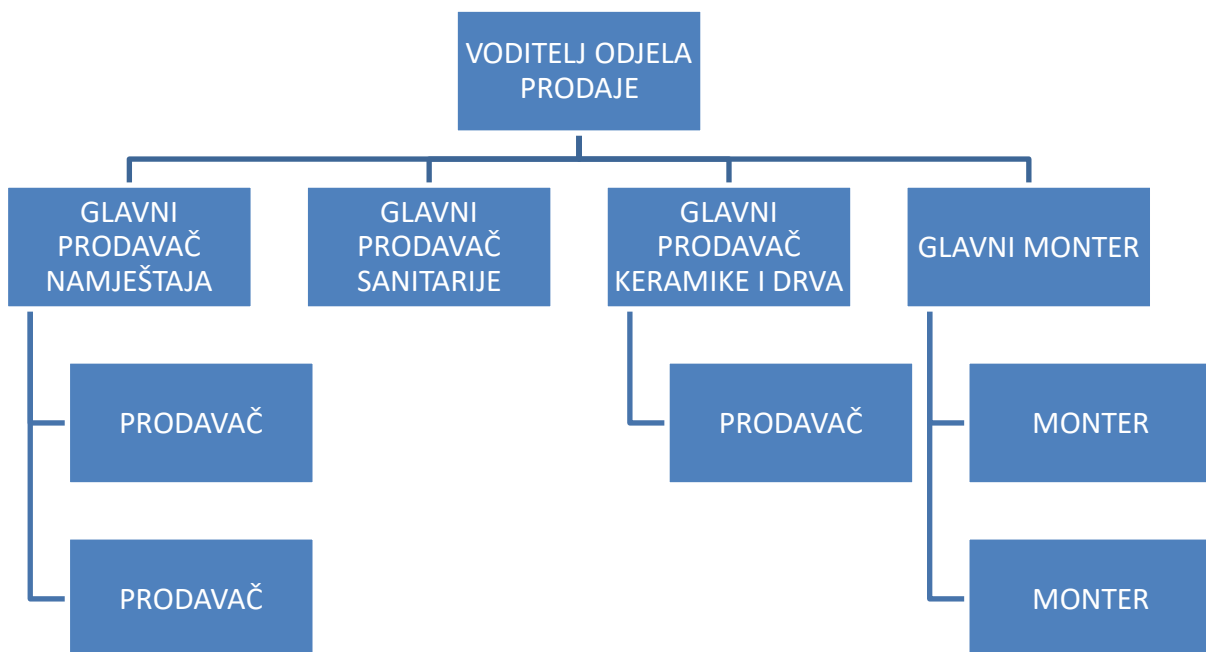 VODITELJ ODJELA
PRODAJE
GLAVNI
PRODAVAČ
NAMJEŠTAJA
GLAVNI
PRODAVAČ
SANITARIJE
GLAVNI
PRODAVAČ
KERAMIKE I DRVA
GLAVNI MONTER
PRODAVAČ
PRODAVAČ
MONTER
PRODAVAČ
MONTER